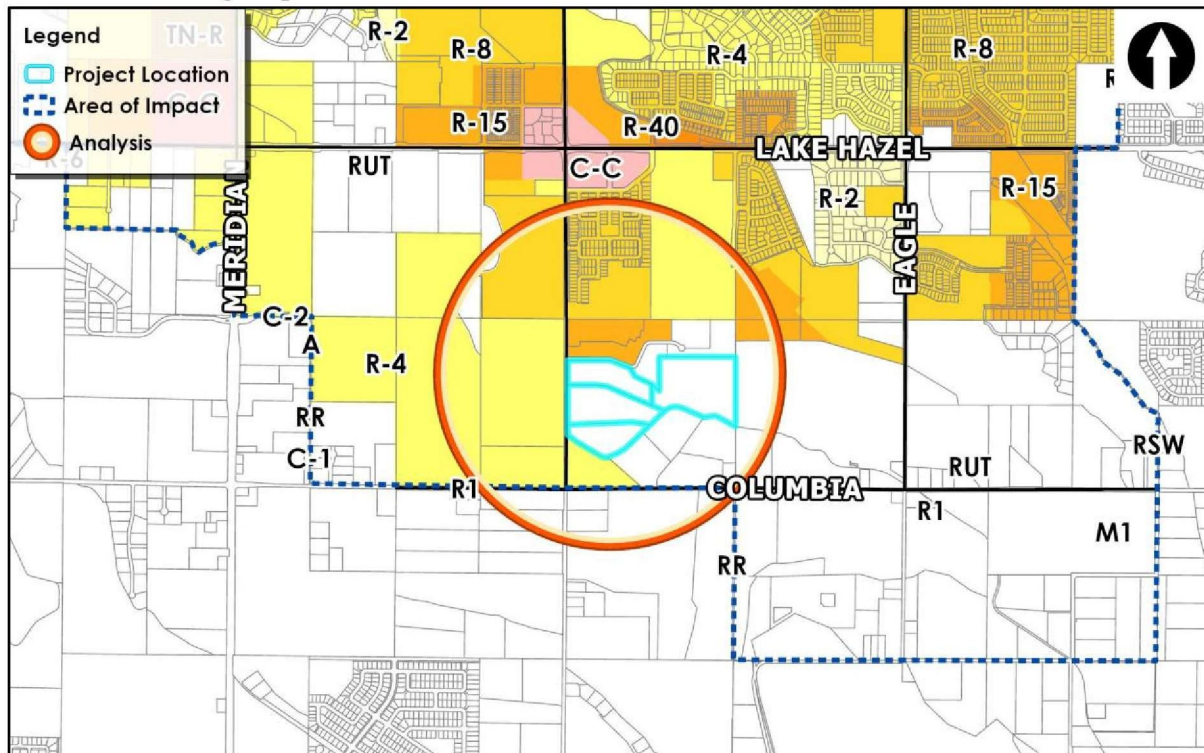 Legend
Project Location
Area of Impact
Analysis
TN-R
R-2
R-8
R-4
R-8
R-15
R-40
LAKE HAZEL
RUT
C-C
R-2
R-15
MERIDIAN
EAGLE
C-2
A
R-4
RR
C-1
RSW
RUT
R1
COLUMBIA
R1
M1
RR